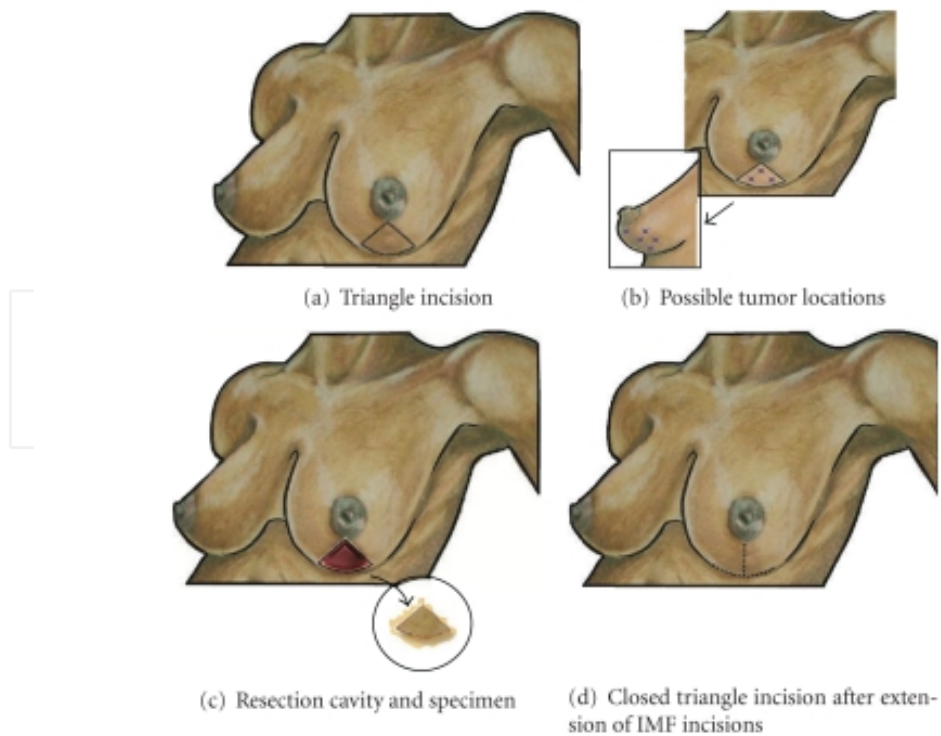 (a) Triangle incision
(b) Possible tumor locations
(c) Resection cavity and specimen
(d) Closed triangle incision after exten-
sion of IMF incisions